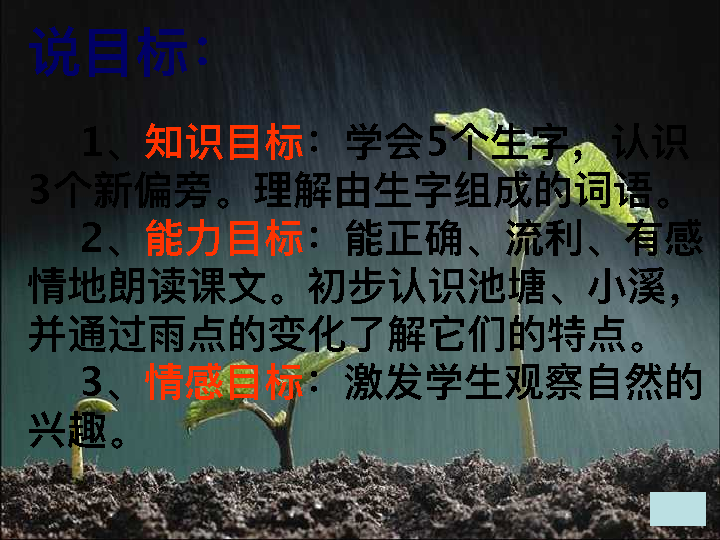 说目标：
1、知识目标：学会5个生字，认识
3个新偏旁。理解由生字组成的词语。
2、能力目标：能正确、流利、有感
情地朗读课文。初步认识池塘、小溪，
并通过雨点的变化了解它们的特点。
3、情感目标：激发学生观察自然的
兴趣。